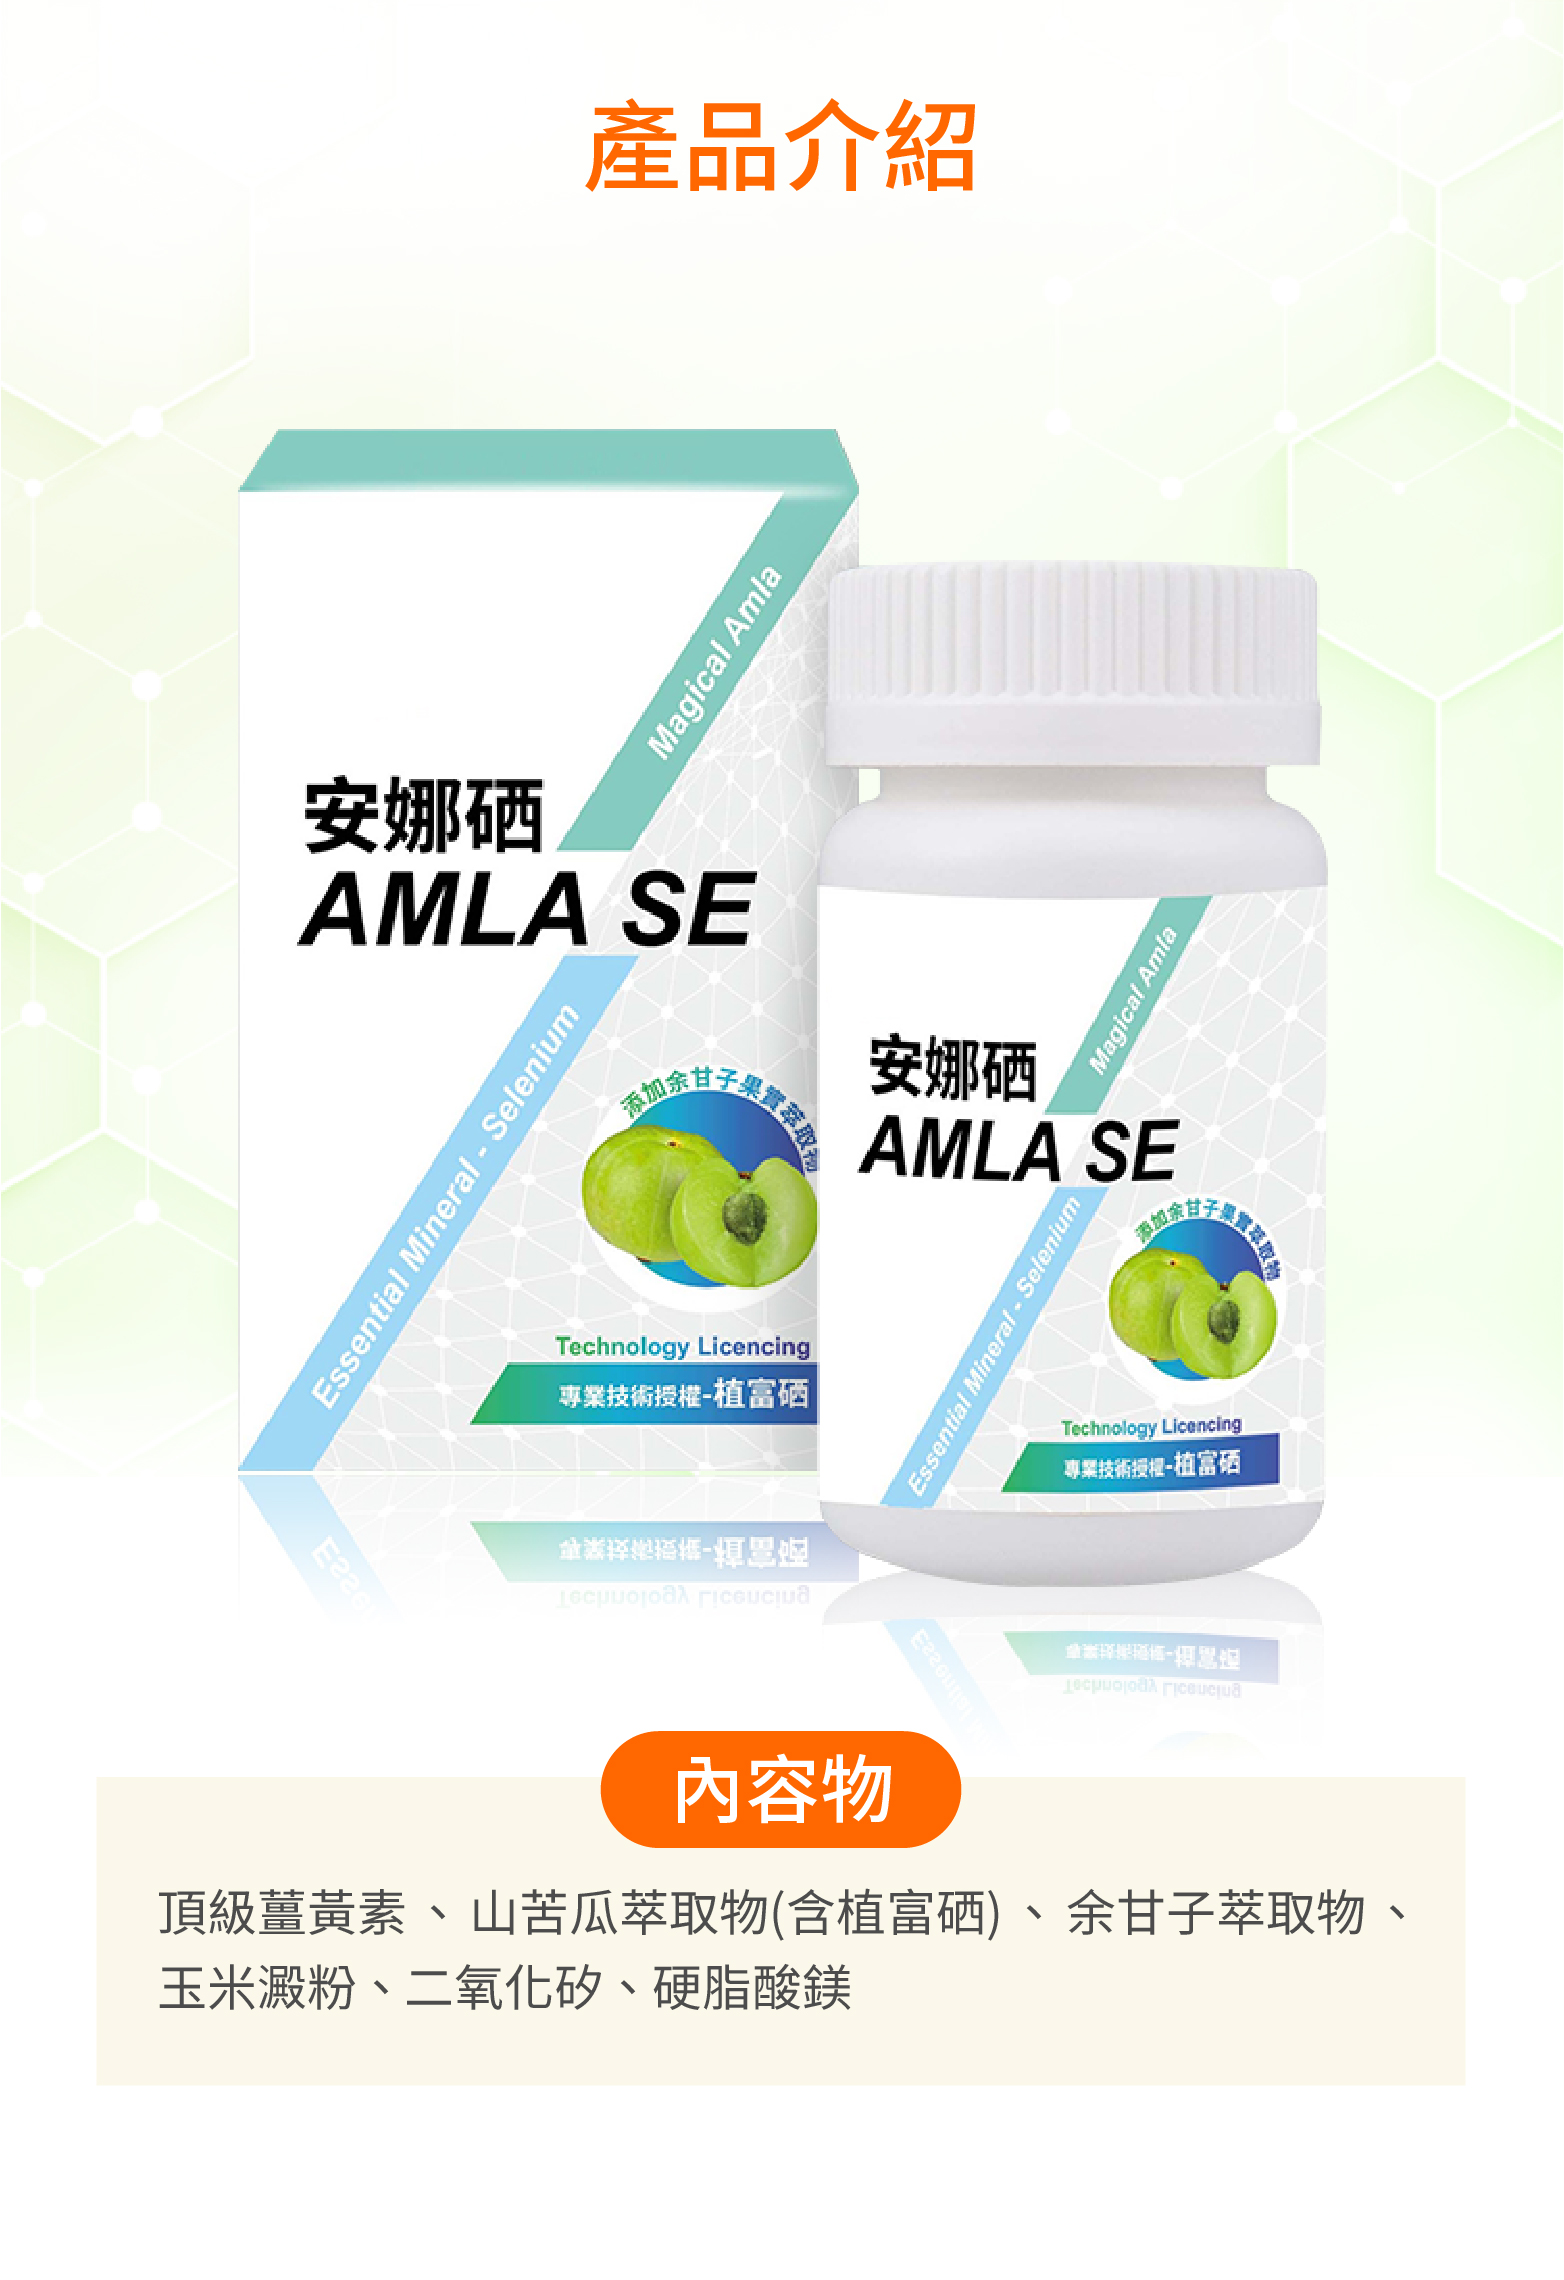 產品介紹
Magical Amla
安娜硒
AMLA SE
Essential Mineral - Selenium
添加余甘子果實萃取物
Technology Licencing
專業技術授權-植富硒
Magical Amla
安娜硒
AMLA SE
Essential Mineral - Selenium
添加余甘子果實萃取物
Technology Licencing
專業技術授權-植富硒
內容物
頂級薑黃素、山苦瓜萃取物(含植富硒)、余甘子萃取物、
玉米澱粉、二氧化矽、硬脂酸鎂